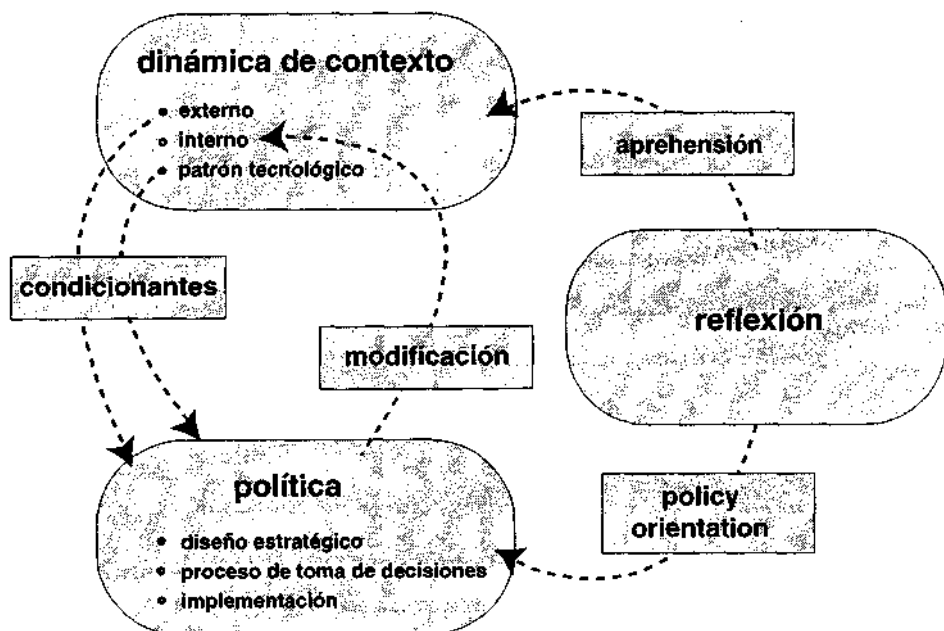 dinámica de contexto
externo
interno
patrón tecnológico
aprehensión
condicionantes
modificación
reflexión
política
diseño estratégico
proceso de toma de decisiones
implementación
policy
orientation